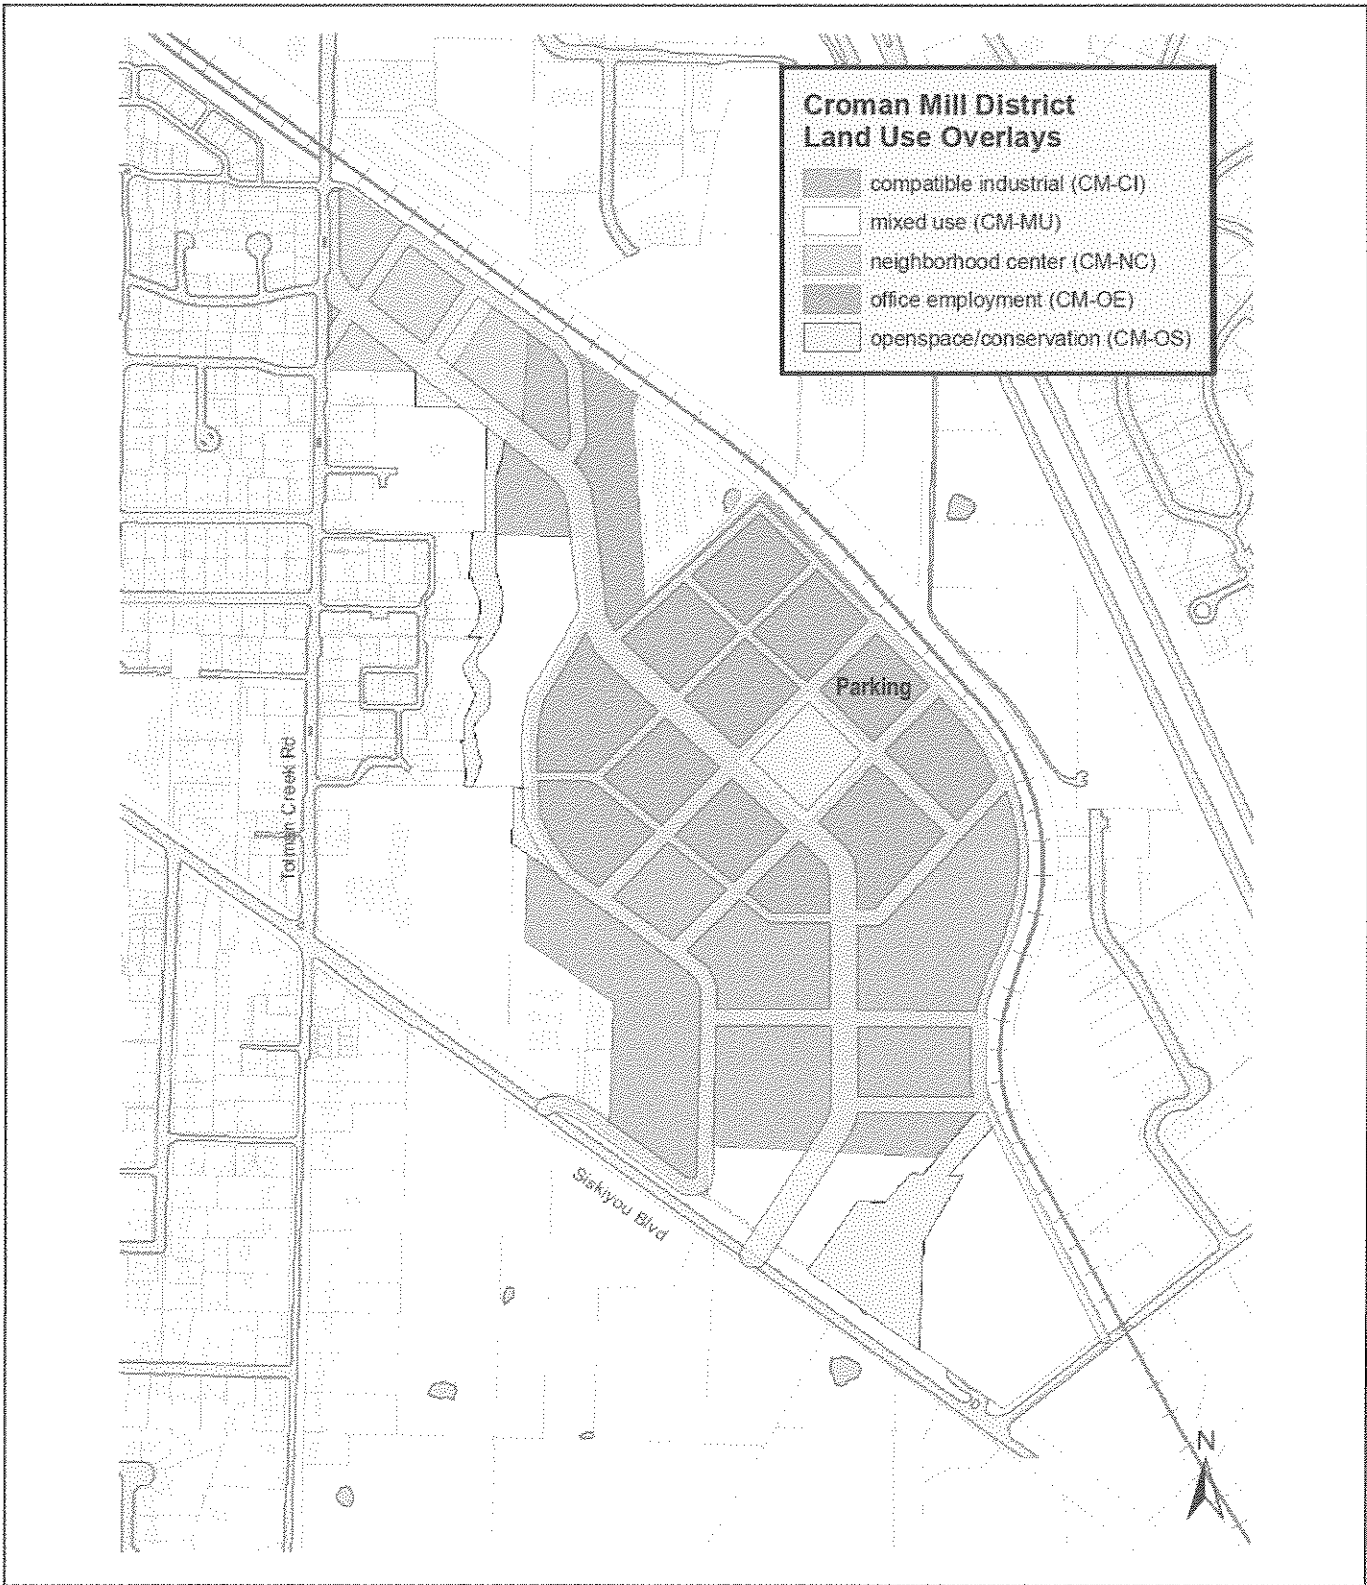 Croman Mill District
Land Use Overlays
compatible industrial (CM-CI)
mixed use (CM-MU)
neighborhood center (CM-NC)
office employment (CM-OE)
openspace/conservation (CM-OS)
Parking
Tolman Creek Rd
Siskiyou Blvd
N